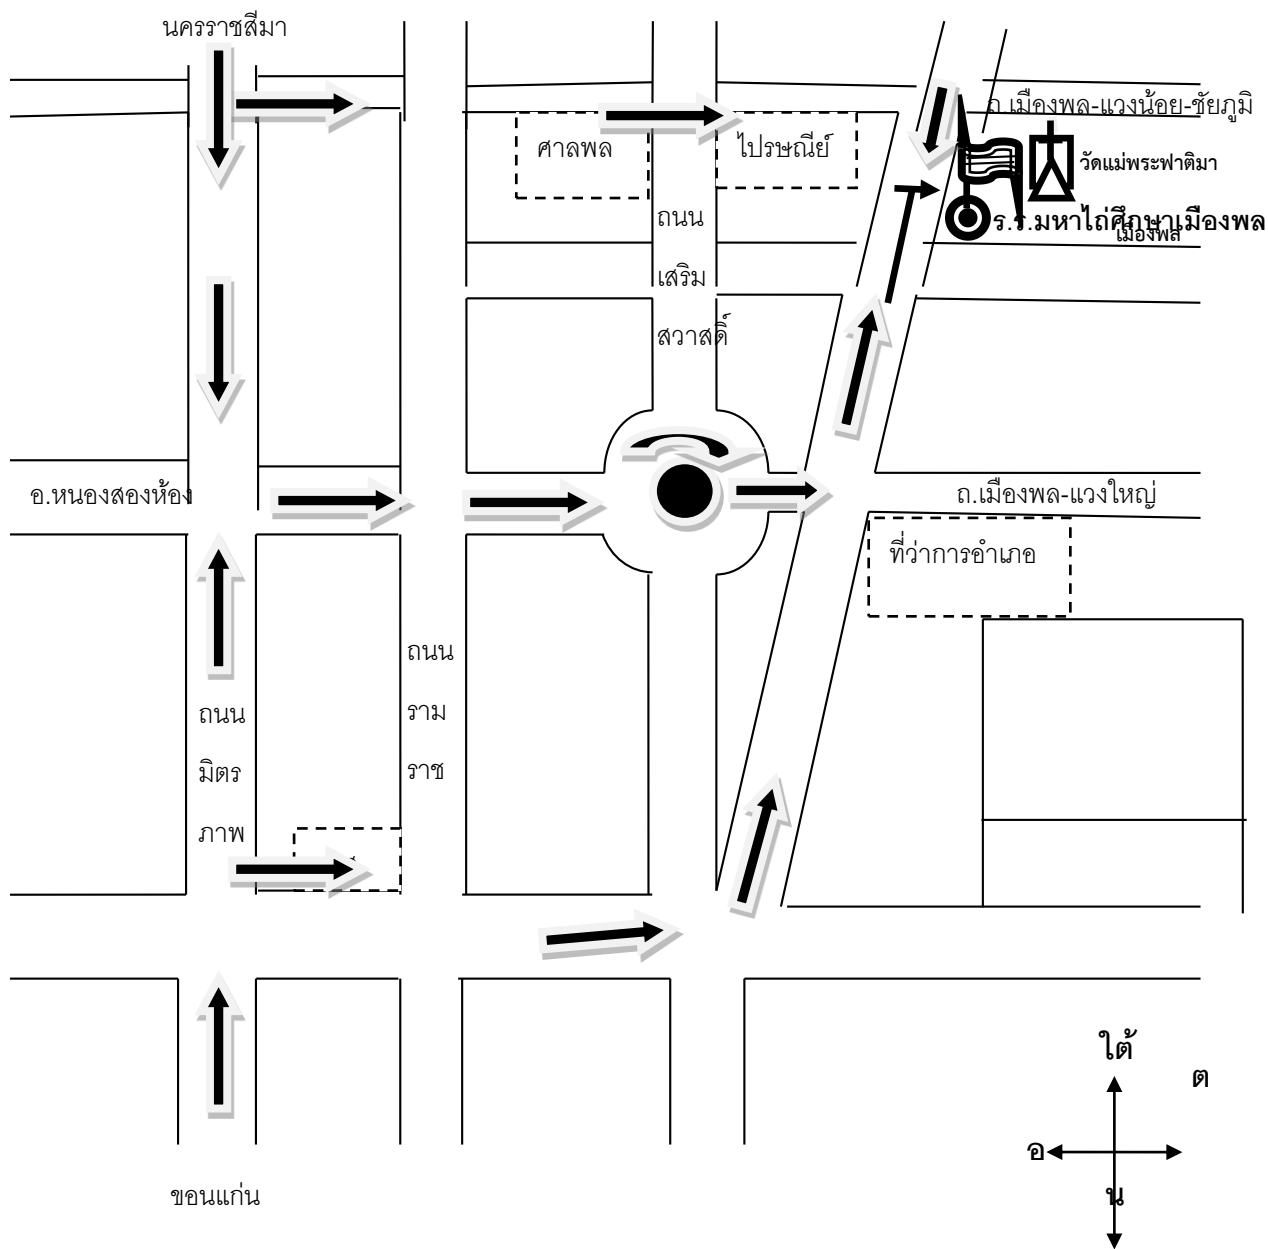 นครราชสีมา
ถ.เมืองพล-แวงน้อย-ชัยภูมิ
ศาลพล
ไปรษณีย์
วัดแม่พระฟาติมา
เมืองพล
ร.ร.มหาไถ่ศึกษาเมืองพล
ถนน
เสริม
สวาสดิ์
อ.หนองสองห้อง
ถ.เมืองพล-แวงใหญ่
ที่ว่าการอำเภอ
ถนน
ราม
ราช
ถนน
มิตร
ภาพ
ใต้
ต
อ
น
ขอนแก่น